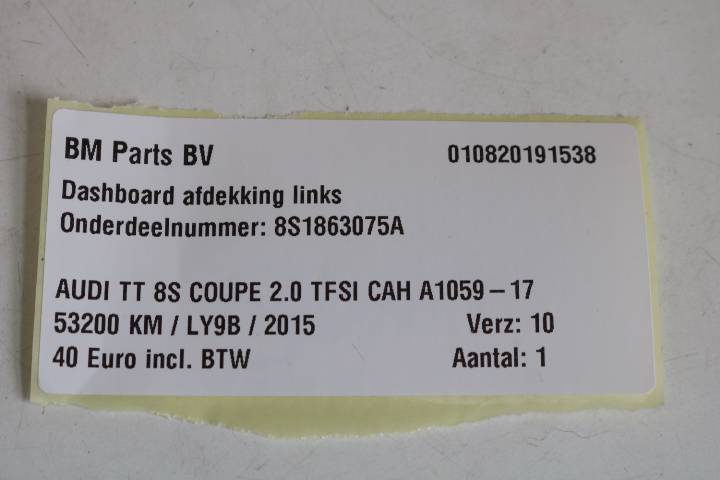 BM Parts BV 010820191538
Dashboard afdekking links
Onderdeelnummer: 8S1863075A
AUDI TT 8S COUPE 2.0 TFSI CAH A1059-17
53200 KM / LY9B / 2015 Verz: 10
40 Euro incl. BTW Aantal: 1